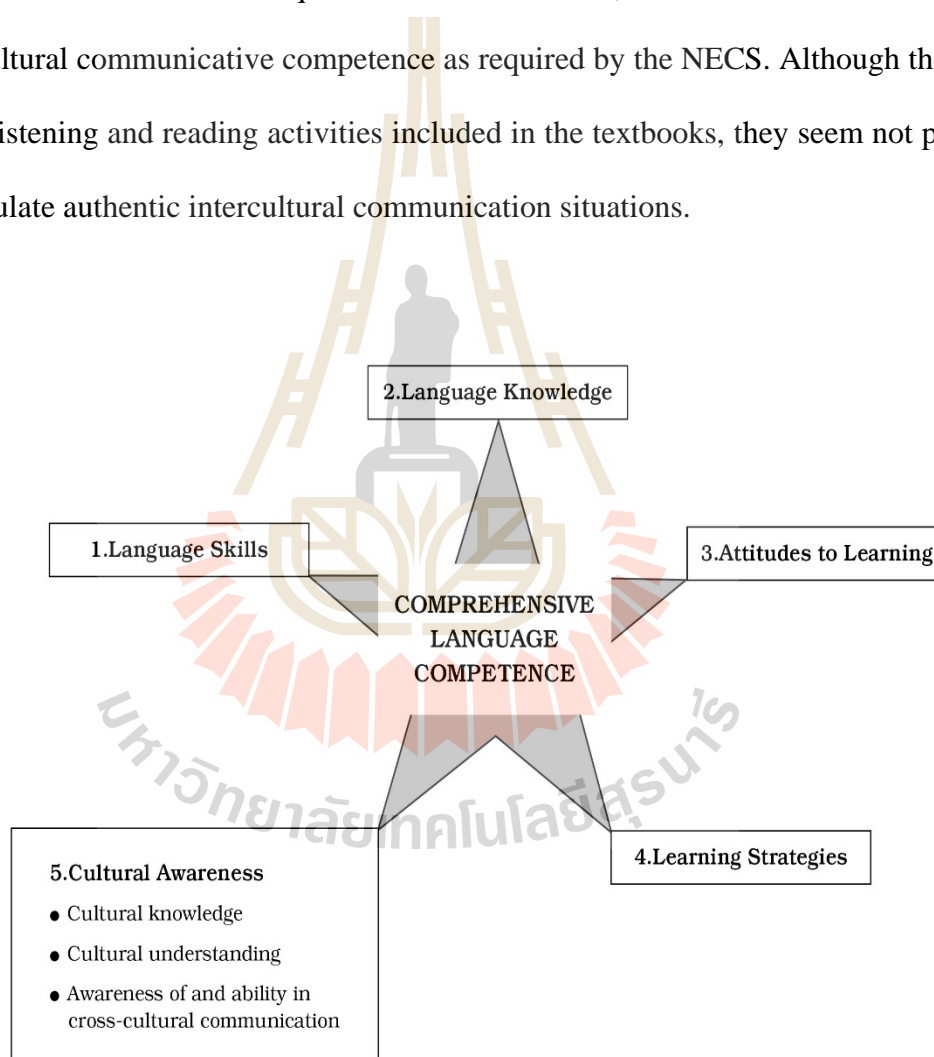 ultural communicative competence as required by the NECS. Although th
istening and reading activities included in the textbooks, they seem not p
ulate authentic intercultural communication situations.
2.Language Knowledge
1.Language Skills
3.Attitudes to Learning
COMPREHENSIVE
LANGUAGE
COMPETENCE
มหาวิทยาลัยเทคโนโลยีสุรนารี
4.Learning Strategies
5.Cultural Awareness
● Cultural knowledge
● Cultural understanding
● Awareness of and ability in
cross-cultural communication